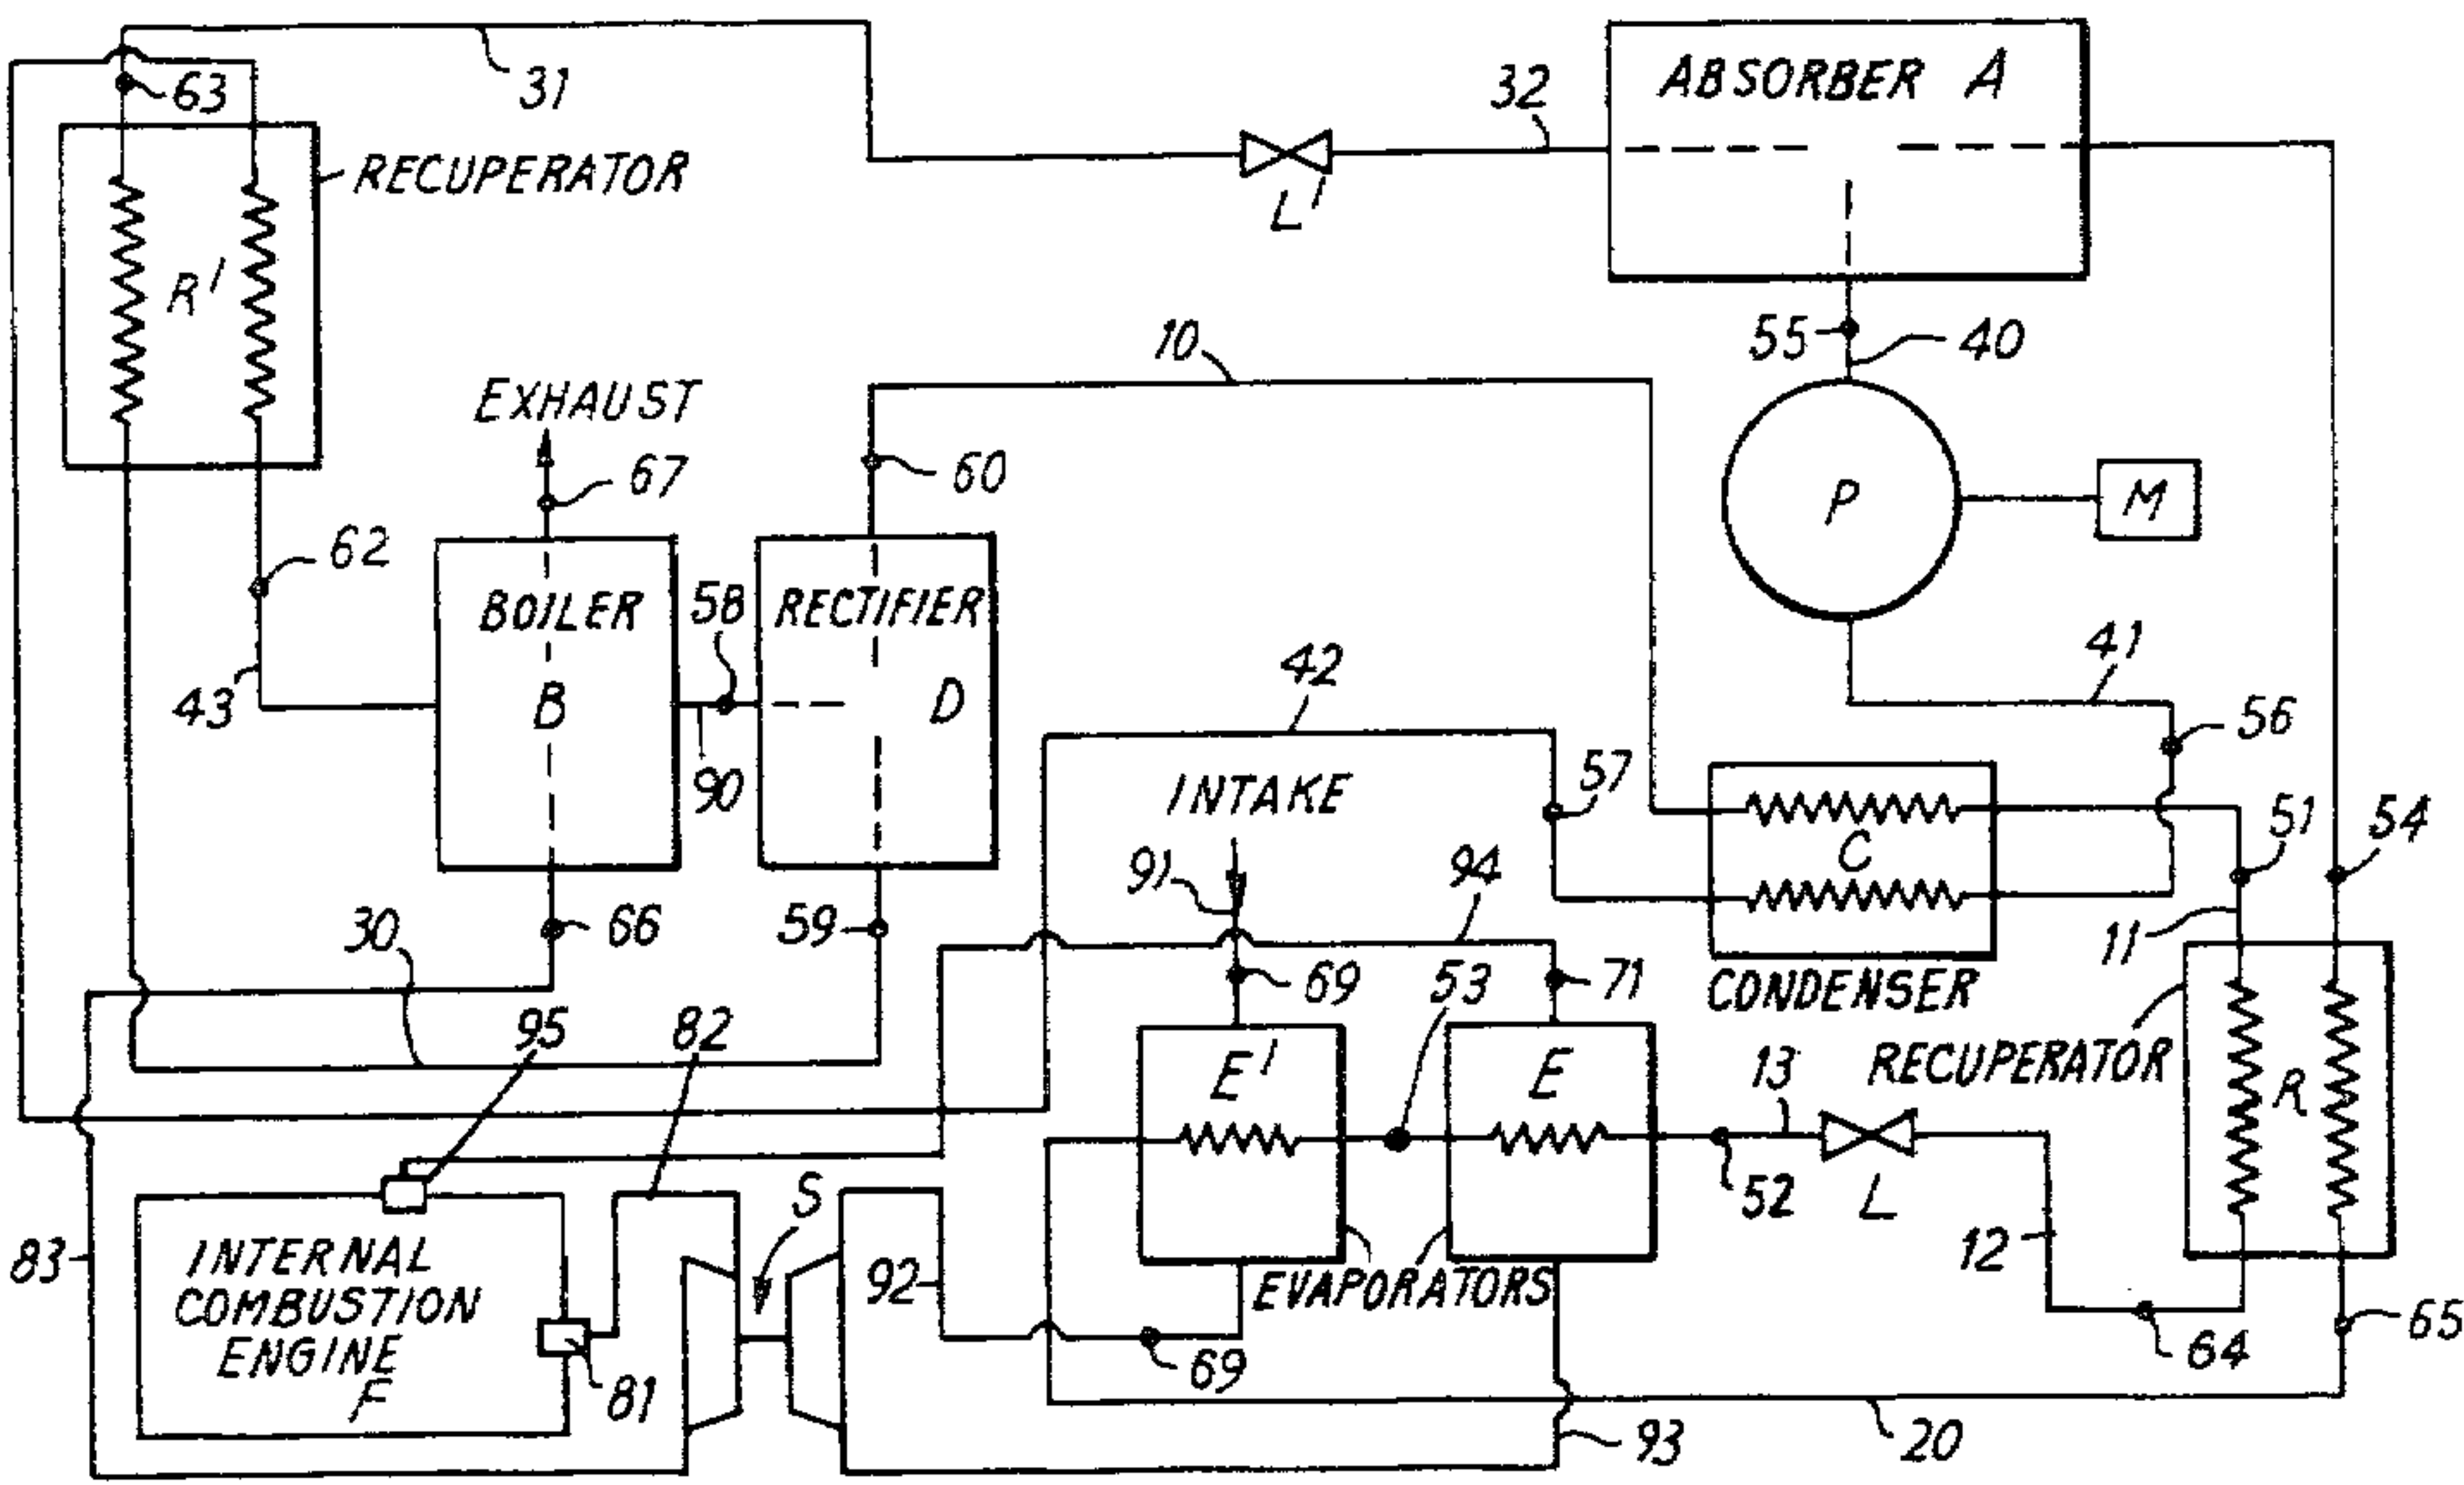 31
63
RECUPERATOR
R'
32
ABSORBER A
L'
55
40
10
EXHAUST
67
60
P
M
62
BOILER
58
RECTIFIER
43
B
90
D
42
41
56
INTAKE
57
C
51
54
91
94
30
66
59
69
53
71
CONDENSER
11
95
82
E'
E
13
RECUPERATOR
R
52
L
12
S
83
INTERNAL
COMBUSTION
ENGINE
F
81
92
EVAPORATORS
69
64
65
93
20